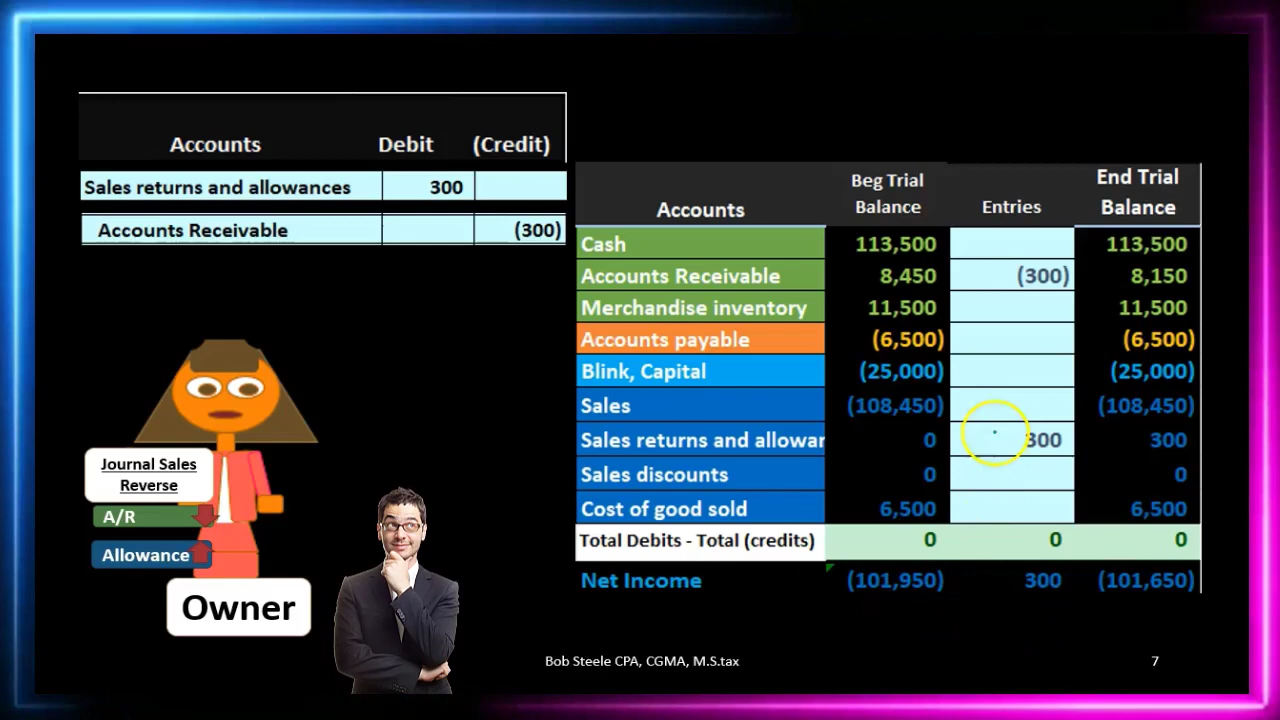 Accounts Debit (Credit)
Sales returns and allowances 300
Accounts Receivable (300)
Journal Sales
Reverse
A/R
Allowance
Owner
Accounts Beg Trial Balance Entries End Trial Balance
Cash 113,500 113,500
Accounts Receivable 8,450 (300) 8,150
Merchandise inventory 11,500 11,500
Accounts payable (6,500) (6,500)
Blink, Capital (25,000) (25,000)
Sales (108,450) (108,450)
Sales returns and allowar 0 300 300
Sales discounts 0 0
Cost of good sold 6,500 6,500
Total Debits - Total (credits) 0 0 0
Net Income (101,950) 300 (101,650)
Bob Steele CPA, CGMA, M.S.tax 7